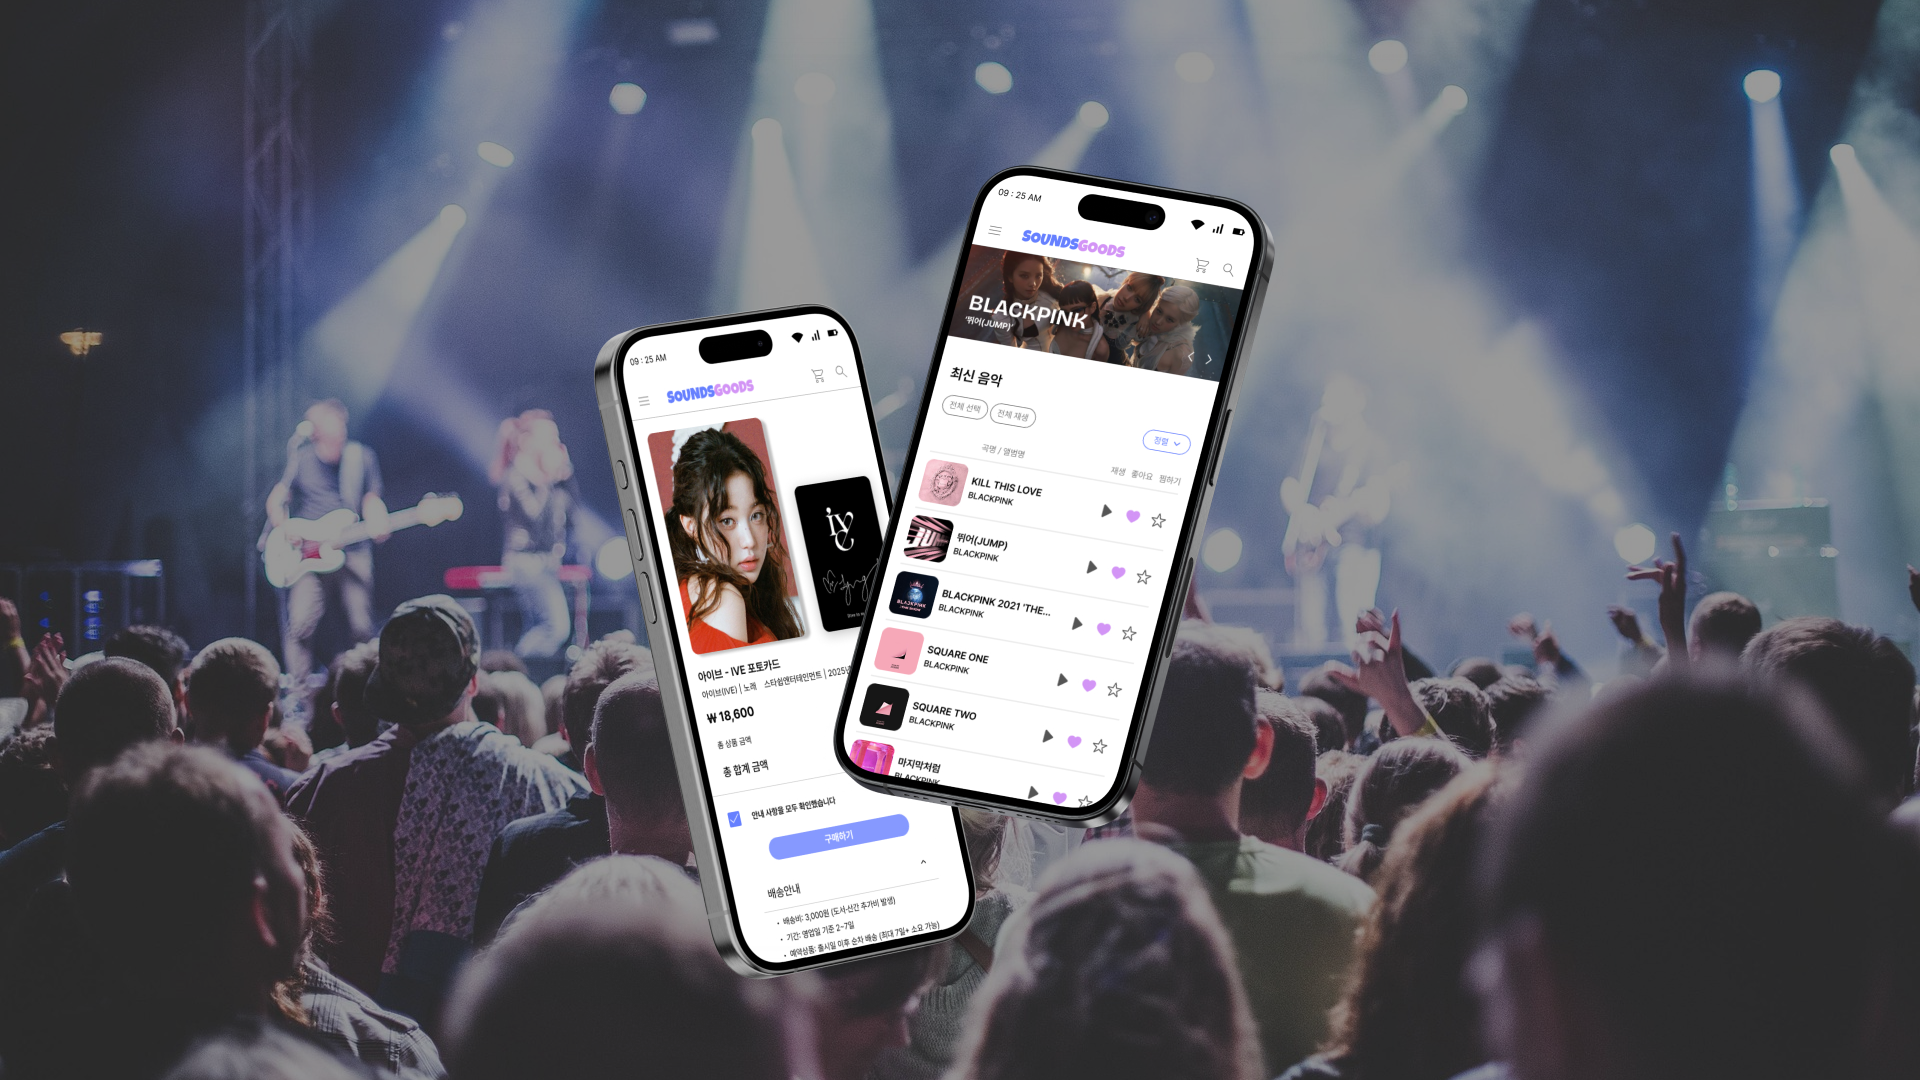 09 : 25 AM
SOUNDSGOODS
ive
아이브 - IVE 포토카드
아이브(IVE) | 노래 스타쉽엔터테인먼트 | 2025년
₩ 18,600
총 상품 금액
총 합계 금액
안내 사항을 모두 확인했습니다
구매하기
배송안내
• 배송비: 3,000원 (도서·산간 추가비 발생)
• 기간: 영업일 기준 2~7일
• 예약상품: 출시일 이후 순차 배송 (최대 7일+ 소요 가능)
09 : 25 AM
SOUNDSGOODS
BLACKPINK
'뛰어(JUMP)'
최신 음악
전체 선택 전체 재생
정렬
곡명 / 앨범명 재생 좋아요 찜하기
KILL THIS LOVE
BLACKPINK
뛰어(JUMP)
BLACKPINK
BLACKPINK 2021 'THE...
BLACKPINK
SQUARE ONE
BLACKPINK
SQUARE TWO
BLACKPINK
마지막처럼
BLACKPINK